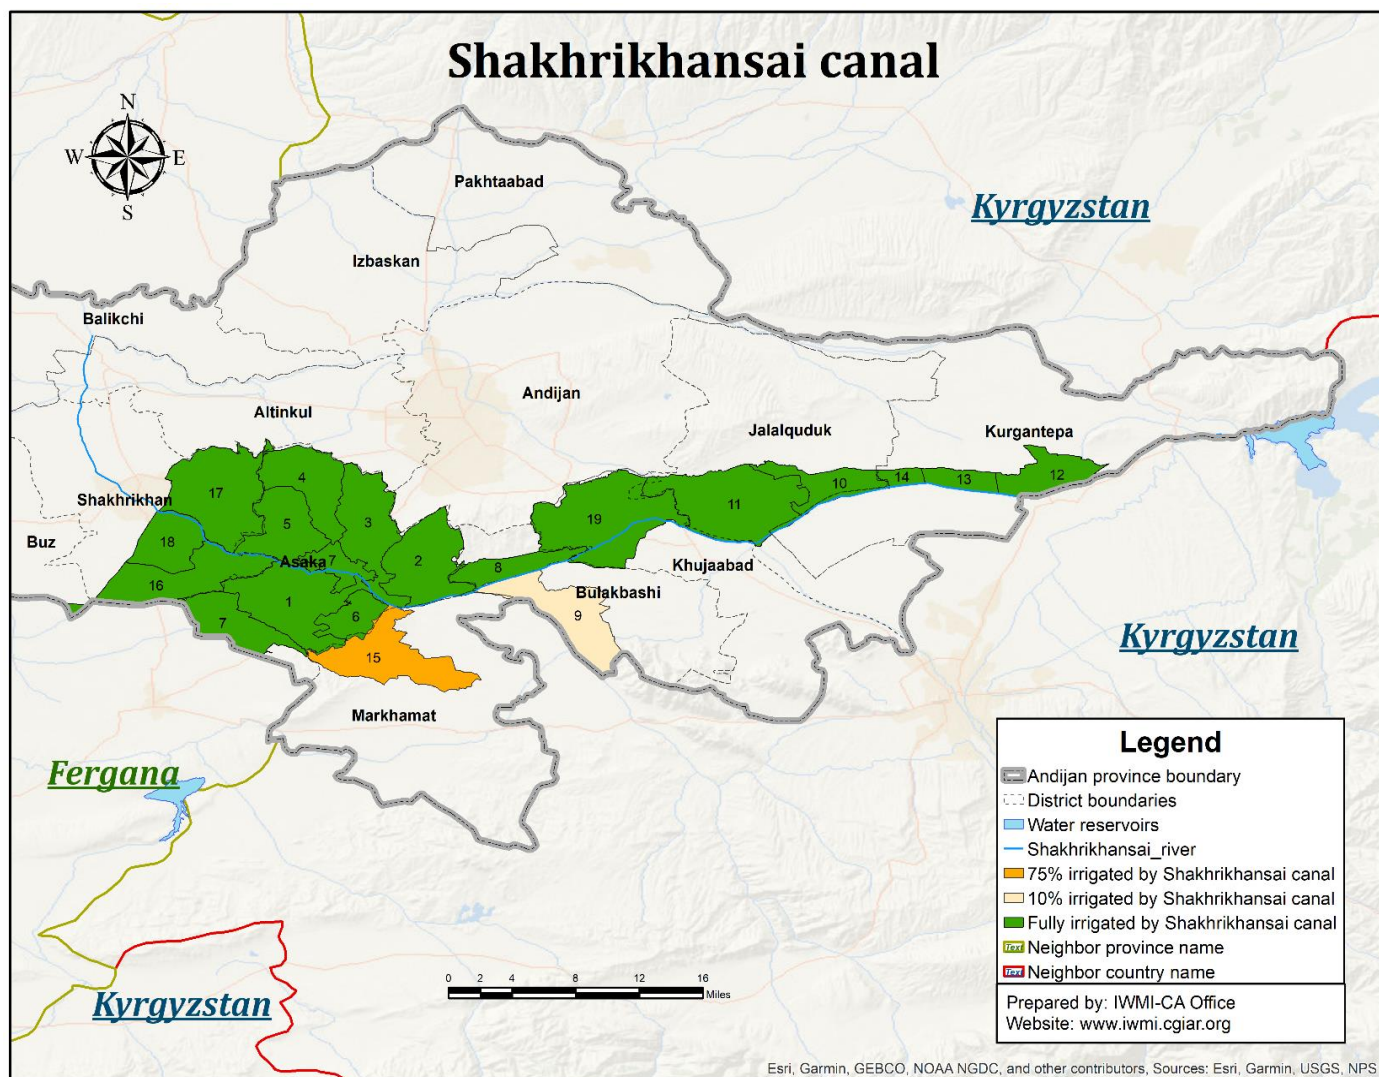 Shakhrikhansai canal
N
W E
S
Pakhtaabad
Kyrgyzstan
Izbaskan
Balikchi
Andijan
Altinkul
Jalalquduk
Kurgantepa
17
4
12
Shakhrikhan
10
14
13
11
5
3
19
Buz
18
Asaka
7
2
8
Khujaabad
16
Bulakbashi
1
6
9
7
Kyrgyzstan
15
Markhamat
Fergana
Kyrgyzstan
0 2 4 8 12 16
Miles
Legend
Andijan province boundary
District boundaries
Water reservoirs
Shakhrikhansai_river
75% irrigated by Shakhrikhansai canal
10% irrigated by Shakhrikhansai canal
Fully irrigated by Shakhrikhansai canal
Text Neighbor province name
Text Neighbor country name
Prepared by: IWMI-CA Office
Website: www.iwmi.cgiar.org
Esri, Garmin, GEBCO, NOAA NGDC, and other contributors, Sources: Esri, Garmin, USGS, NPS